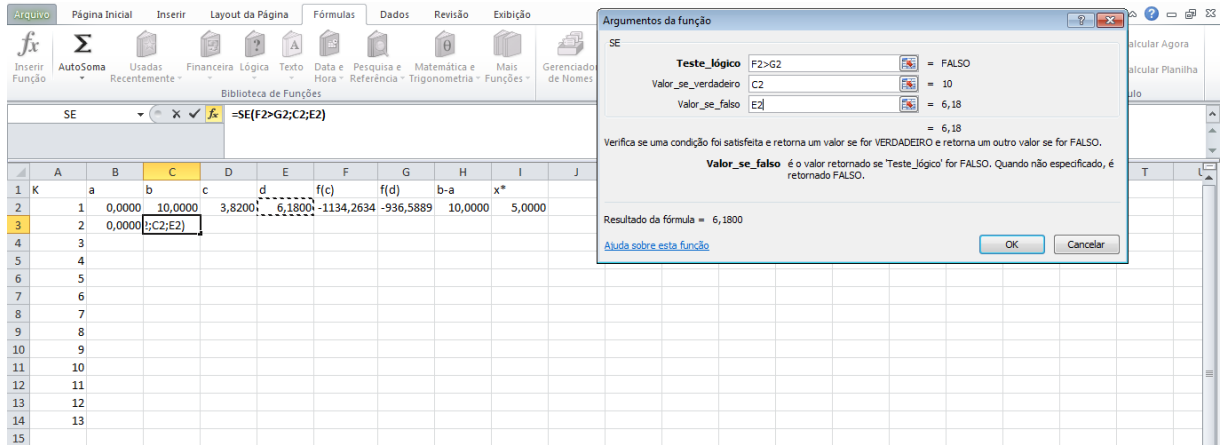 Arquivo Página Inicial Inserir Layout da Página Fórmulas Dados Revisão Exibição
fx Σ θ A ?
Inserir Função
AutoSoma
Usadas Recentemente
Financeira
Lógica
Texto
Data e Hora
Pesquisa e Referência
Matemática e Trigonometria
Mais Funções
Gerenciador de Nomes
Biblioteca de Funções
alcular Agora
alcular Planilha
ulo
SE fx =SE(F2>G2;C2;E2)
Argumentos da função
SE
Teste_lógico F2>G2 = FALSO
Valor_se_verdadeiro C2 = 10
Valor_se_falso E2 = 6,18
= 6,18
Verifica se uma condição foi satisfeita e retorna um valor se for VERDADEIRO e retorna um outro valor se for FALSO.
Valor_se_falso é o valor retornado se 'Teste_lógico' for FALSO. Quando não especificado, é
retornado FALSO.
Resultado da fórmula = 6,1800
Ajuda sobre esta função
OK Cancelar
A B C D E F G H I J T
1 K a b c d f(c) f(d) b-a x*
2 1 0,0000 10,0000 3,8200 6,1800 -1134,2634 -936,5889 10,0000 5,0000
3 2 0,0000 ;C2;E2)
4 3
5 4
6 5
7 6
8 7
9 8
10 9
11 10
12 11
13 12
14 13
15